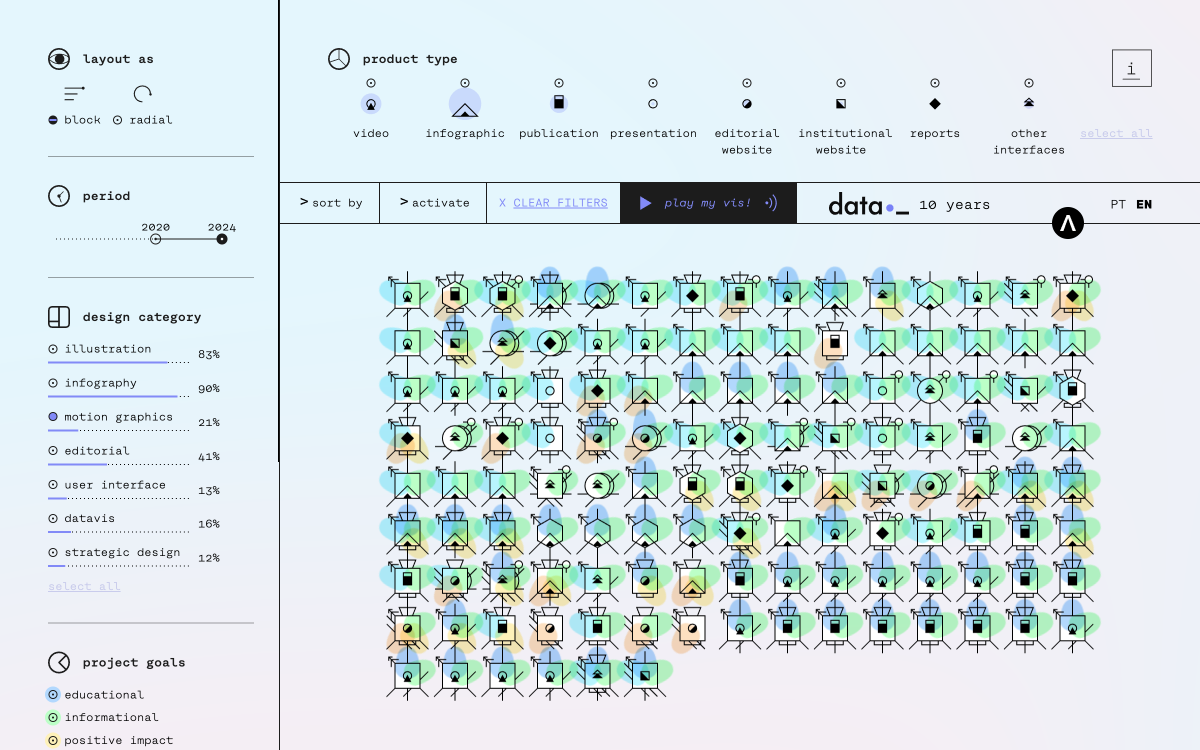 layout as
block
radial
period
2020
2024
design category
illustration
83%
infography
90%
motion graphics
21%
editorial
41%
user interface
13%
datavis
16%
strategic design
12%
select all
project goals
educational
informational
positive impact
product type
video
infographic
publication
presentation
editorial
website
institutional
website
reports
other
interfaces
select all
i
> sort by
> activate
X CLEAR FILTERS
play my vis!
data._ 10 years
PT EN